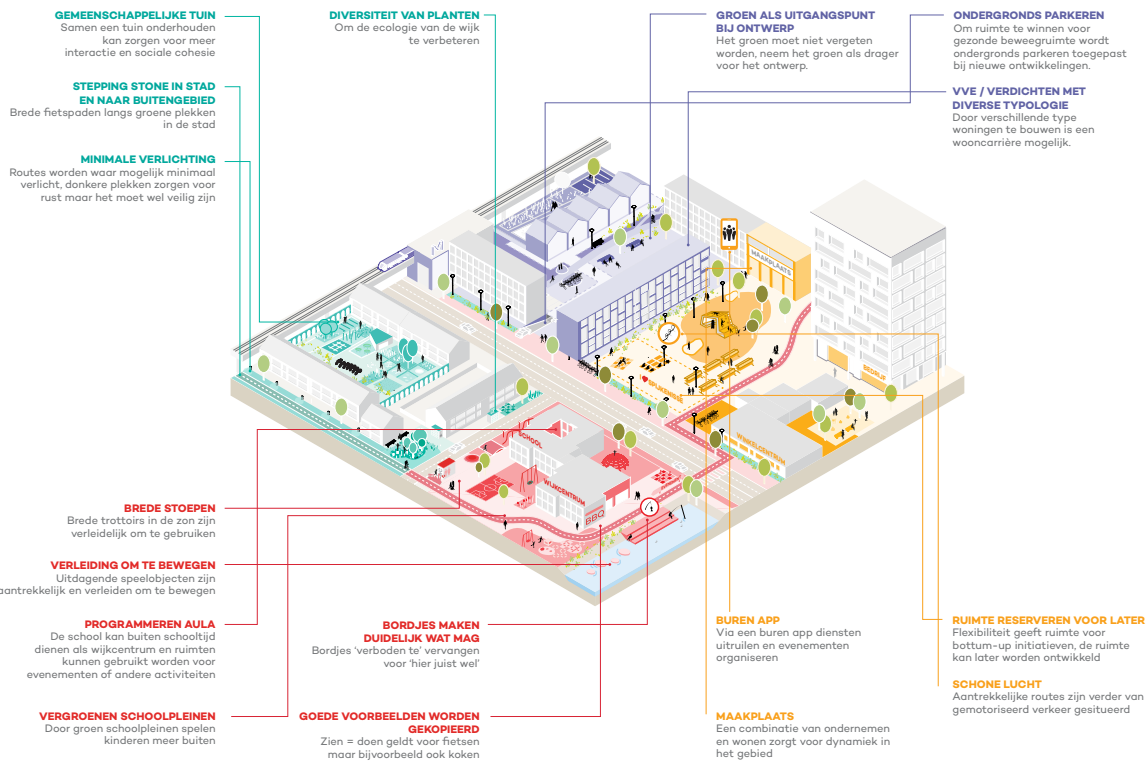 GEMEENSCHAPPELIJKE TUIN
Samen een tuin onderhouden
kan zorgen voor meer
interactie en sociale cohesie
STEPPING STONE IN STAD
EN NAAR BUITENGEBIED
Brede fietspaden langs groene plekken
in de stad
MINIMALE VERLICHTING
Routes worden waar mogelijk minimaal
verlicht, donkere plekken zorgen voor
rust maar het moet wel veilig zijn
DIVERSITEIT VAN PLANTEN
Om de ecologie van de wijk
te verbeteren
GROEN ALS UITGANGSPUNT
BIJ ONTWERP
Het groen moet niet vergeten
worden, neem het groen als drager
voor het ontwerp.
ONDERGRONDS PARKEREN
Om ruimte te winnen voor
gezonde beweegruimte wordt
ondergronds parkeren toegepast
bij nieuwe ontwikkelingen.
VVE / VERDICHTEN MET
DIVERSE TYPOLOGIE
Door verschillende type
woningen te bouwen is een
wooncarrière mogelijk.
MAAKPLAATS
BEDRIJF
I
SPIJKENISSE
WINKELCENTRUM
SCHOOL
WIJKCENTRUM
BBQ
BREDE STOEPEN
Brede trottoirs in de zon zijn
verleidelijk om te gebruiken
VERLEIDING OM TE BEWEGEN
Uitdagende speelobjecten zijn
aantrekkelijk en verleiden om te bewegen
PROGRAMMEREN AULA
De school kan buiten schooltijd
dienen als wijkcentrum en ruimten
kunnen gebruikt worden voor
evenementen of andere activiteiten
VERGROENEN SCHOOLPLEINEN
Door groen schoolpleinen spelen
kinderen meer buiten
BORDJES MAKEN
DUIDELIJK WAT MAG
Bordjes 'verboden te' vervangen
voor 'hier juist wel'
GOEDE VOORBEELDEN WORDEN
GEKOPIEERD
Zien = doen geldt voor fietsen
maar bijvoorbeeld ook koken
BUREN APP
Via een buren app diensten
uitruilen en evenementen
organiseren
MAAKPLAATS
Een combinatie van ondernemen
en wonen zorgt voor dynamiek in
het gebied
RUIMTE RESERVEREN VOOR LATER
Flexibiliteit geeft ruimte voor
bottum-up initiatieven, de ruimte
kan later worden ontwikkeld
SCHONE LUCHT
Aantrekkelijke routes zijn verder van
gemotoriseerd verkeer gesitueerd